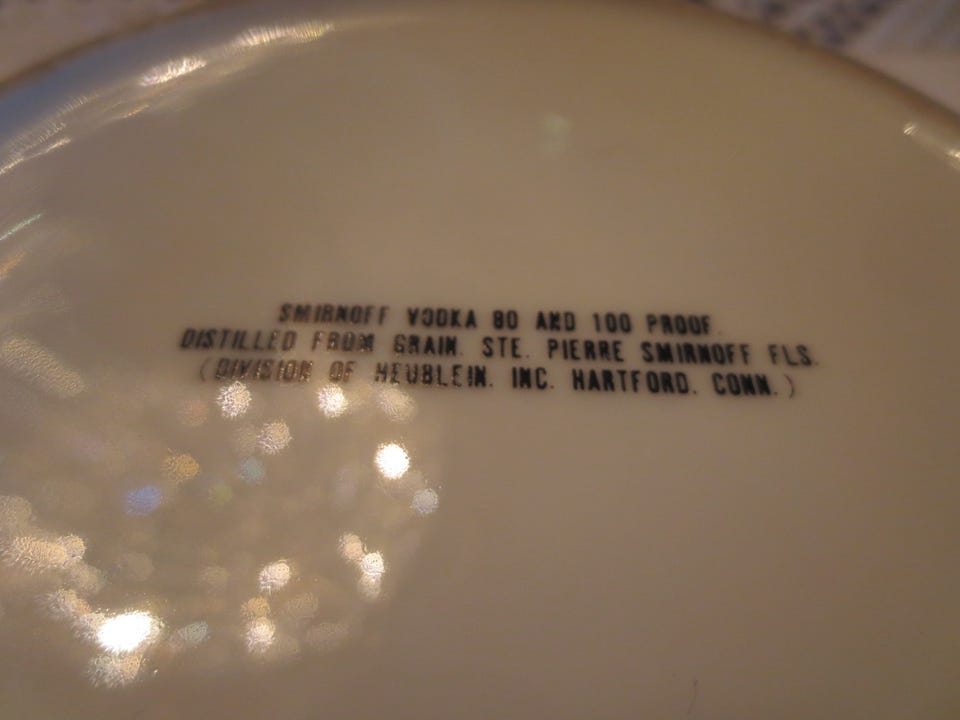 SMIRNOFF VODKA 80 AND 100 PROOF.
DISTILLED FROM GRAIN. STE. PIERRE SMIRNOFF FLS.
(DIVISION OF HEUBLEIN, INC. HARTFORD, CONN.)